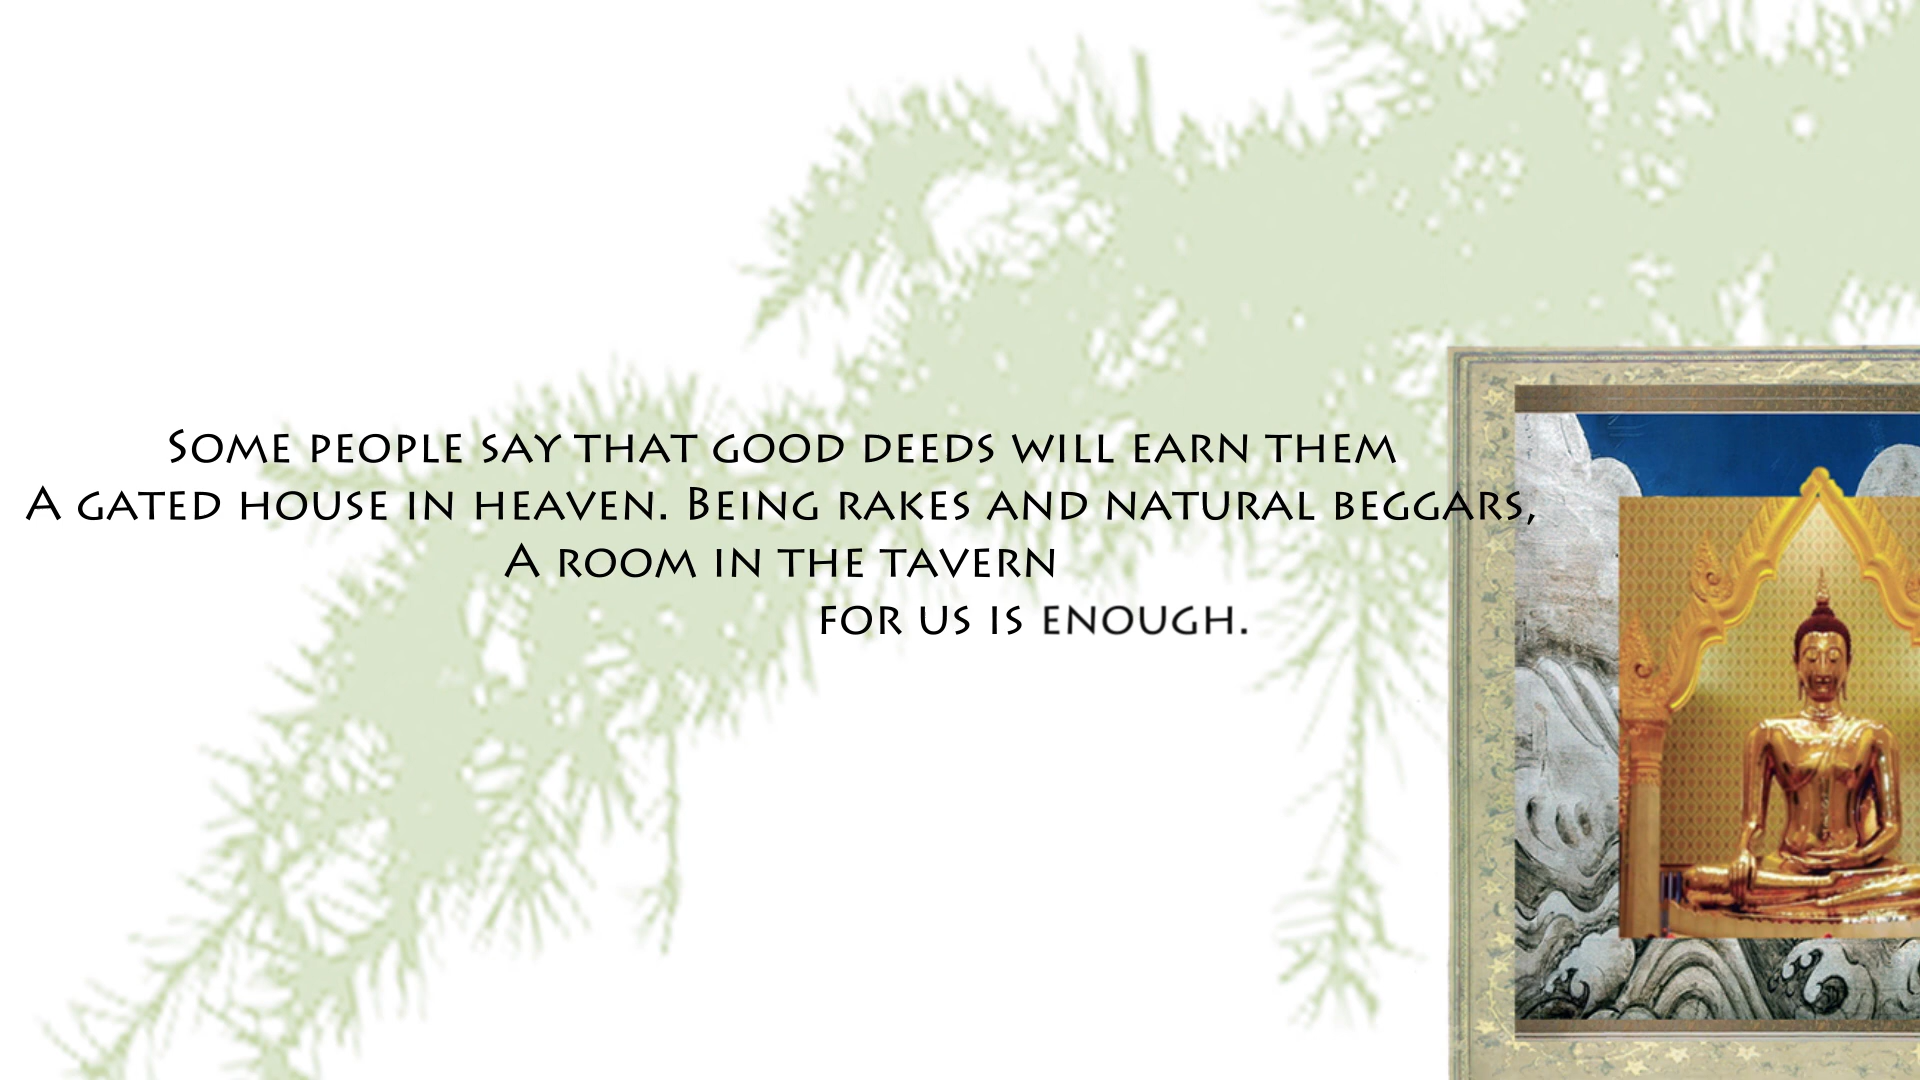 Some people say that good deeds will earn them
A gated house in heaven. Being rakes and natural beggars,
A room in the tavern
for us is enough.